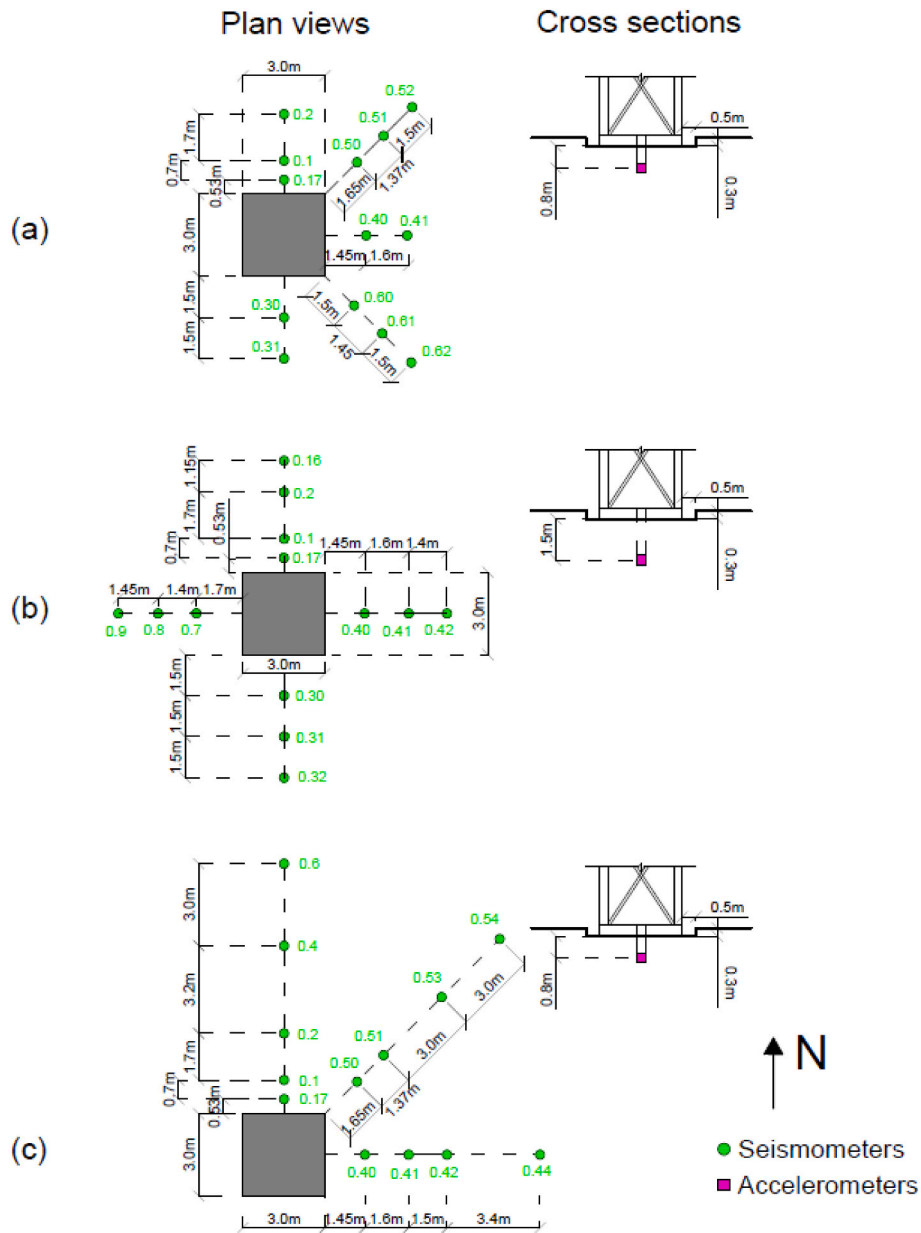 Plan views
Cross sections
(a)
3.0m
0.2
0.1
0.17
1.7m
0.7m
0.53m
3.0m
1.5m
1.5m
0.30
0.31
0.50
0.51
0.52
1.65m
1.37m
1.5m
0.40
0.41
1.45m
1.6m
0.60
0.61
0.62
1.5m
1.45
1.5m
0.5m
0.8m
0.3m
(b)
0.16
0.2
0.1
0.17
1.15m
1.7m
0.53m
0.7m
1.45m
1.4m
1.7m
0.9
0.8
0.7
1.45m
1.6m
1.4m
0.40
0.41
0.42
3.0m
3.0m
1.5m
1.5m
1.5m
0.30
0.31
0.32
0.5m
1.5m
0.3m
(c)
0.6
0.4
0.2
0.1
0.17
3.0m
3.2m
1.7m
0.7m
0.53m
3.0m
0.50
0.51
0.53
0.54
1.65m
1.37m
3.0m
3.0m
0.40
0.41
0.42
0.44
3.0m
1.45m
1.6m
1.5m
3.4m
0.5m
0.8m
0.3m
N
Seismometers
Accelerometers